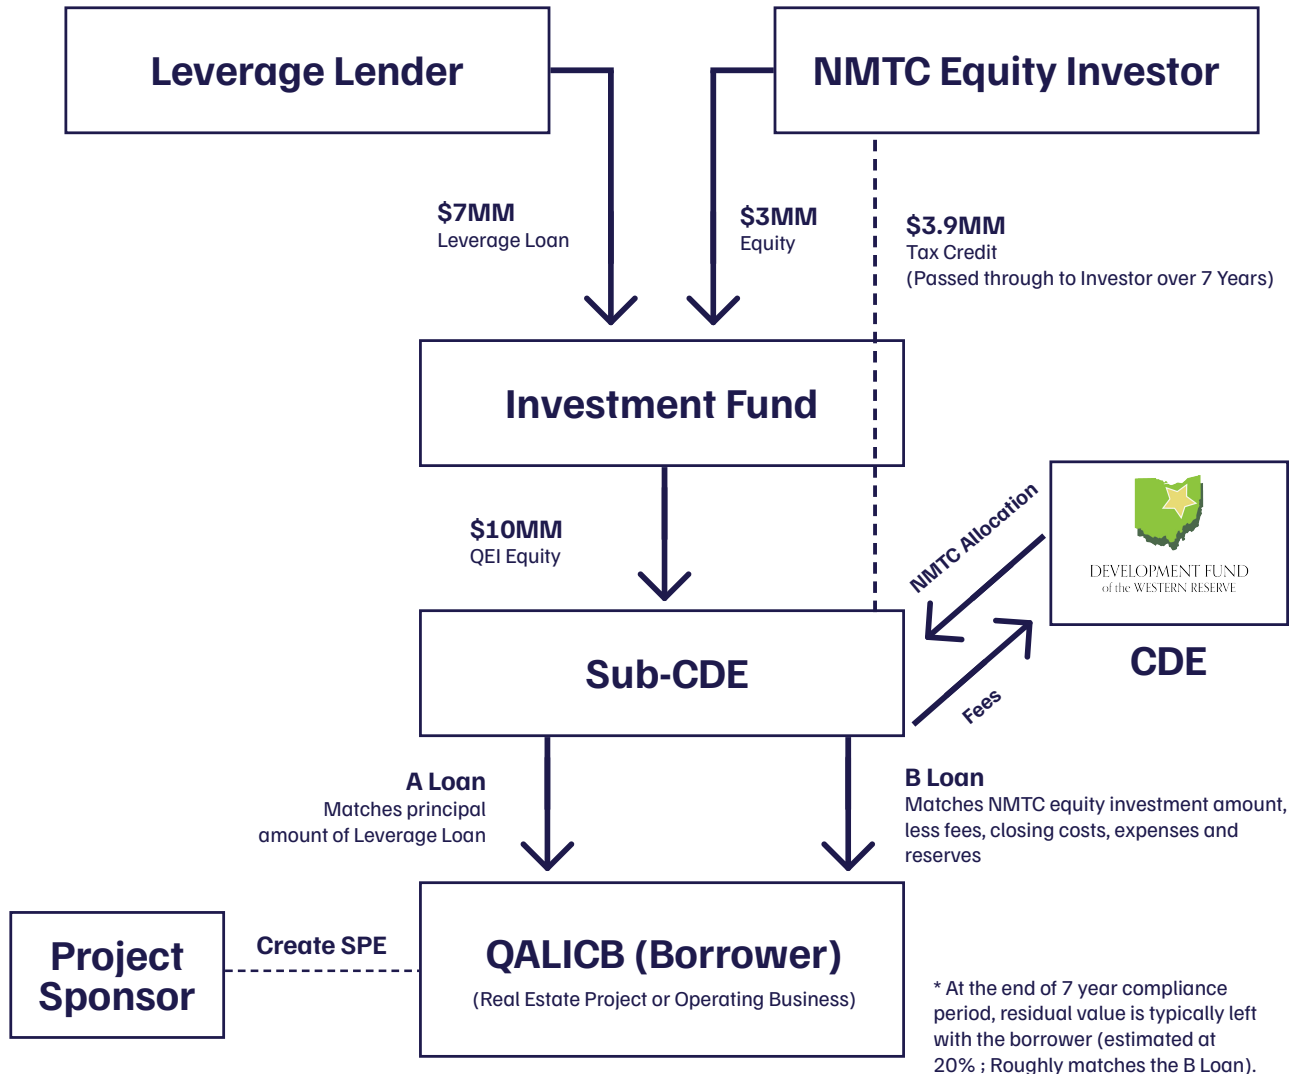 Leverage Lender
NMTC Equity Investor
$7MM
Leverage Loan
$3MM
Equity
$3.9MM
Tax Credit
(Passed through to Investor over 7 Years)
Investment Fund
$10MM
QEI Equity
NMTC Allocation
DEVELOPMENT FUND
of the WESTERN RESERVE
CDE
Sub-CDE
Fees
A Loan
Matches principal
amount of Leverage Loan
B Loan
Matches NMTC equity investment amount,
less fees, closing costs, expenses and
reserves
Project
Sponsor
Create SPE
QALICB (Borrower)
(Real Estate Project or Operating Business)
* At the end of 7 year compliance
period, residual value is typically left
with the borrower (estimated at
20% ; Roughly matches the B Loan).